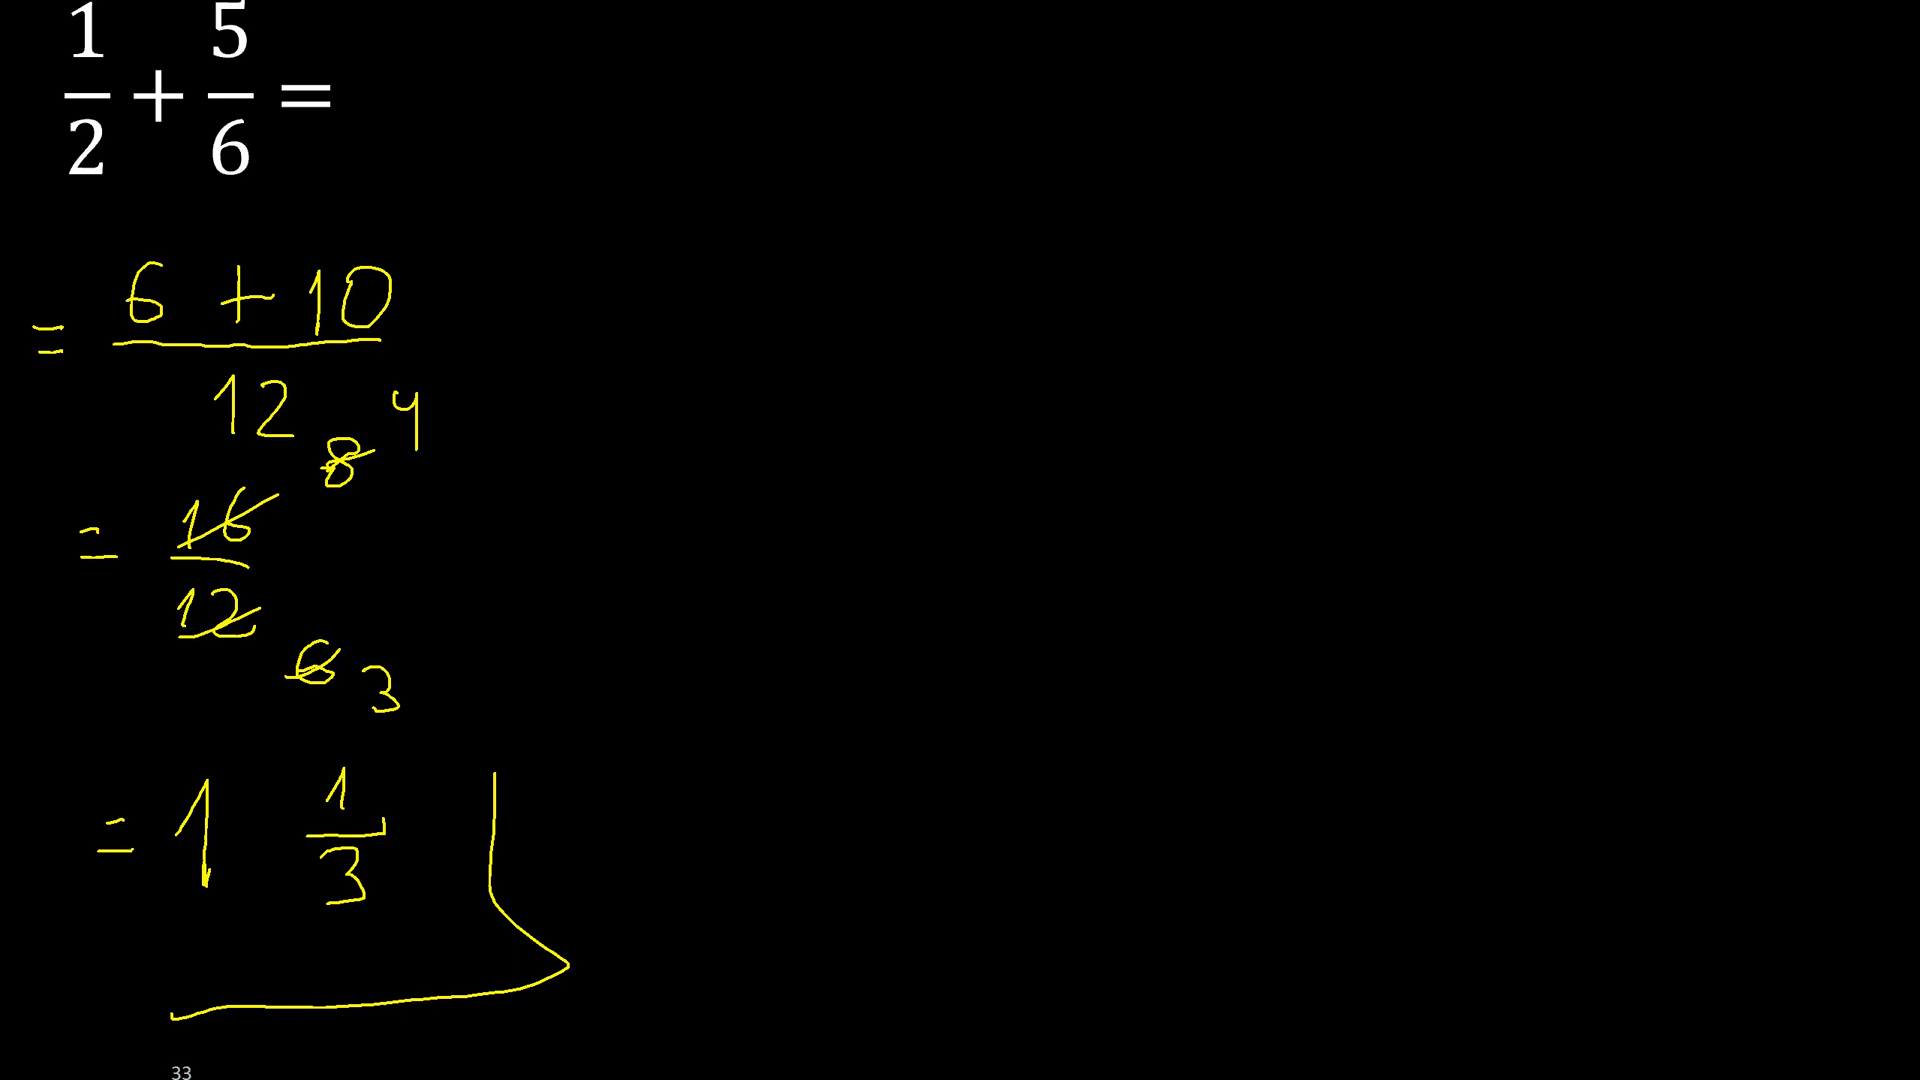 1/2 + 5/6 =
= (6 + 10)/12
= 16/12 8 4 6 3
= 1 1/3
33